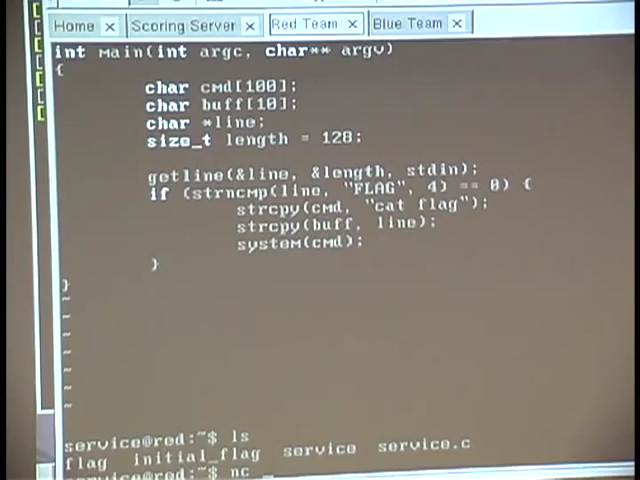 Home × Scoring Server × Red Team × Blue Team ×
int main(int argc, char** argv)
{
char cmd[100];
char buff[10];
char *line;
size_t length = 128;
getline(&line, &length, stdin);
if (strncmp(line, "FLAG", 4) == 0) {
strcpy(cmd, "cat flag");
strcpy(buff, line);
system(cmd);
}
}
~
~
~
~
~
~
~
service@red:~$ ls
flag initial_flag service service.c
service@red:~$ nc _